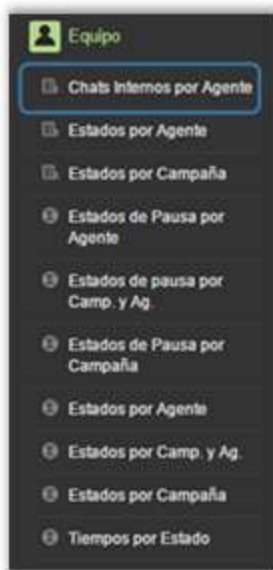 Equipo
Chats Internos por Agente
Estados por Agente
Estados por Campaña
Estados de Pausa por
Agente
Estados de pausa por
Camp. y Ag.
Estados de Pausa por
Campaña
Estados por Agente
Estados por Camp. y Ag.
Estados por Campaña
Tiempos por Estado